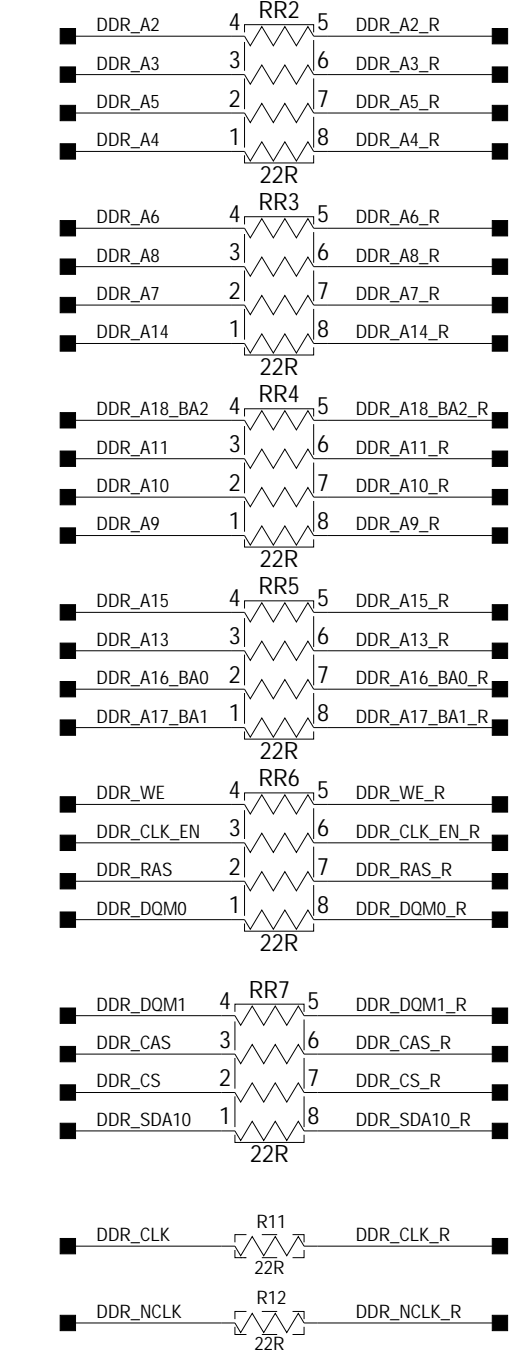 RR2
DDR_A2 4 5 DDR_A2_R
DDR_A3 3 6 DDR_A3_R
DDR_A5 2 7 DDR_A5_R
DDR_A4 1 8 DDR_A4_R
22R
RR3
DDR_A6 4 5 DDR_A6_R
DDR_A8 3 6 DDR_A8_R
DDR_A7 2 7 DDR_A7_R
DDR_A14 1 8 DDR_A14_R
22R
RR4
DDR_A18_BA2 4 5 DDR_A18_BA2_R
DDR_A11 3 6 DDR_A11_R
DDR_A10 2 7 DDR_A10_R
DDR_A9 1 8 DDR_A9_R
22R
RR5
DDR_A15 4 5 DDR_A15_R
DDR_A13 3 6 DDR_A13_R
DDR_A16_BA0 2 7 DDR_A16_BA0_R
DDR_A17_BA1 1 8 DDR_A17_BA1_R
22R
RR6
DDR_WE 4 5 DDR_WE_R
DDR_CLK_EN 3 6 DDR_CLK_EN_R
DDR_RAS 2 7 DDR_RAS_R
DDR_DQM0 1 8 DDR_DQM0_R
22R
RR7
DDR_DQM1 4 5 DDR_DQM1_R
DDR_CAS 3 6 DDR_CAS_R
DDR_CS 2 7 DDR_CS_R
DDR_SDA10 1 8 DDR_SDA10_R
22R
R11
DDR_CLK DDR_CLK_R
22R
R12
DDR_NCLK DDR_NCLK_R
22R